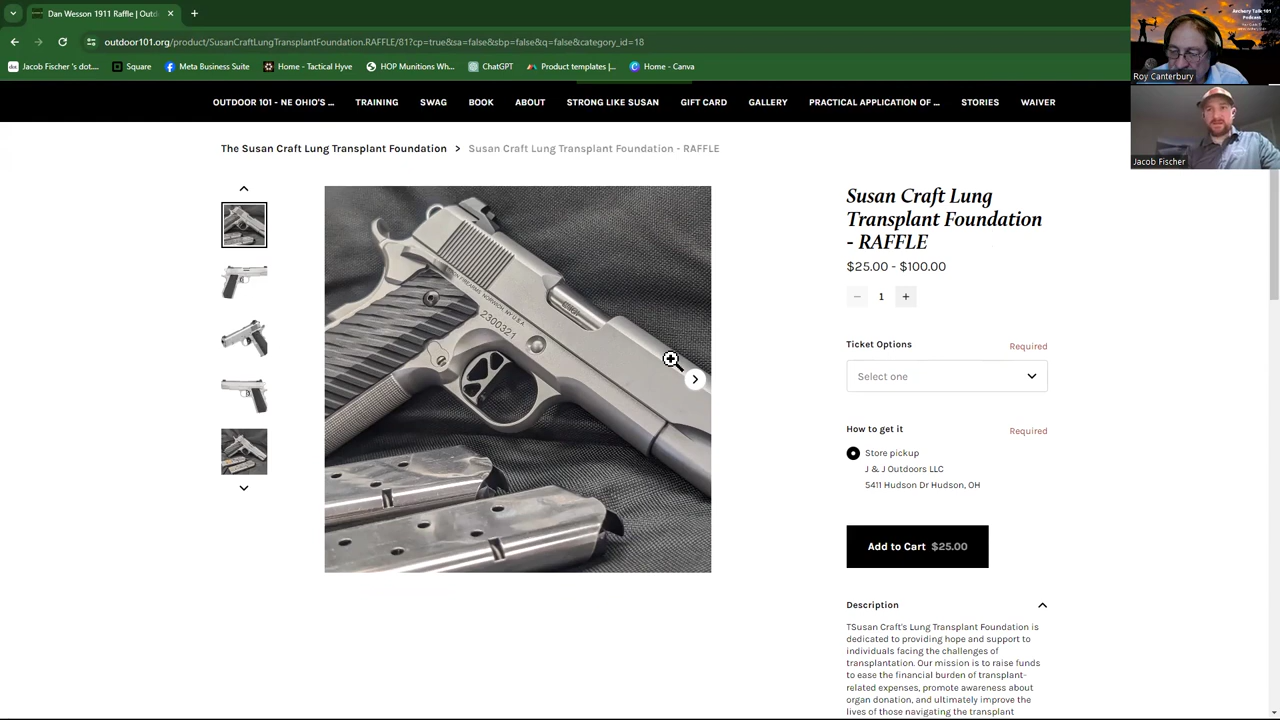 Dan Wesson 1911 Raffle | Outd
outdoor101.org/product/SusanCraftLungTransplantFoundation.RAFFLE/81?cp=true&sa=false&sbp=false&q=false&category_id=18
Jacob Fischer 's dot....
Square
Meta Business Suite
Home - Tactical Hyve
HOP Munitions Wh...
ChatGPT
Product templates |...
Home - Canva
Archery Talk 101
Podcast
Roy Canterbury
Jacob Fischer
OUTDOOR 101 - NE OHIO'S ...
TRAINING
SWAG
BOOK
ABOUT
STRONG LIKE SUSAN
GIFT CARD
GALLERY
PRACTICAL APPLICATION OF ...
STORIES
WAIVER
The Susan Craft Lung Transplant Foundation > Susan Craft Lung Transplant Foundation - RAFFLE
FIREARMS NORWICH, NY U.S.A.
2300321
Susan Craft Lung
Transplant Foundation
- RAFFLE
$25.00 - $100.00
1
Ticket Options
Required
Select one
How to get it
Required
Store pickup
J & J Outdoors LLC
5411 Hudson Dr Hudson, OH
Add to Cart $25.00
Description
TSusan Craft's Lung Transplant Foundation is
dedicated to providing hope and support to
individuals facing the challenges of
transplantation. Our mission is to raise funds
to ease the financial burden of transplant-
related expenses, promote awareness about
organ donation, and ultimately improve the
lives of those navigating the transplant